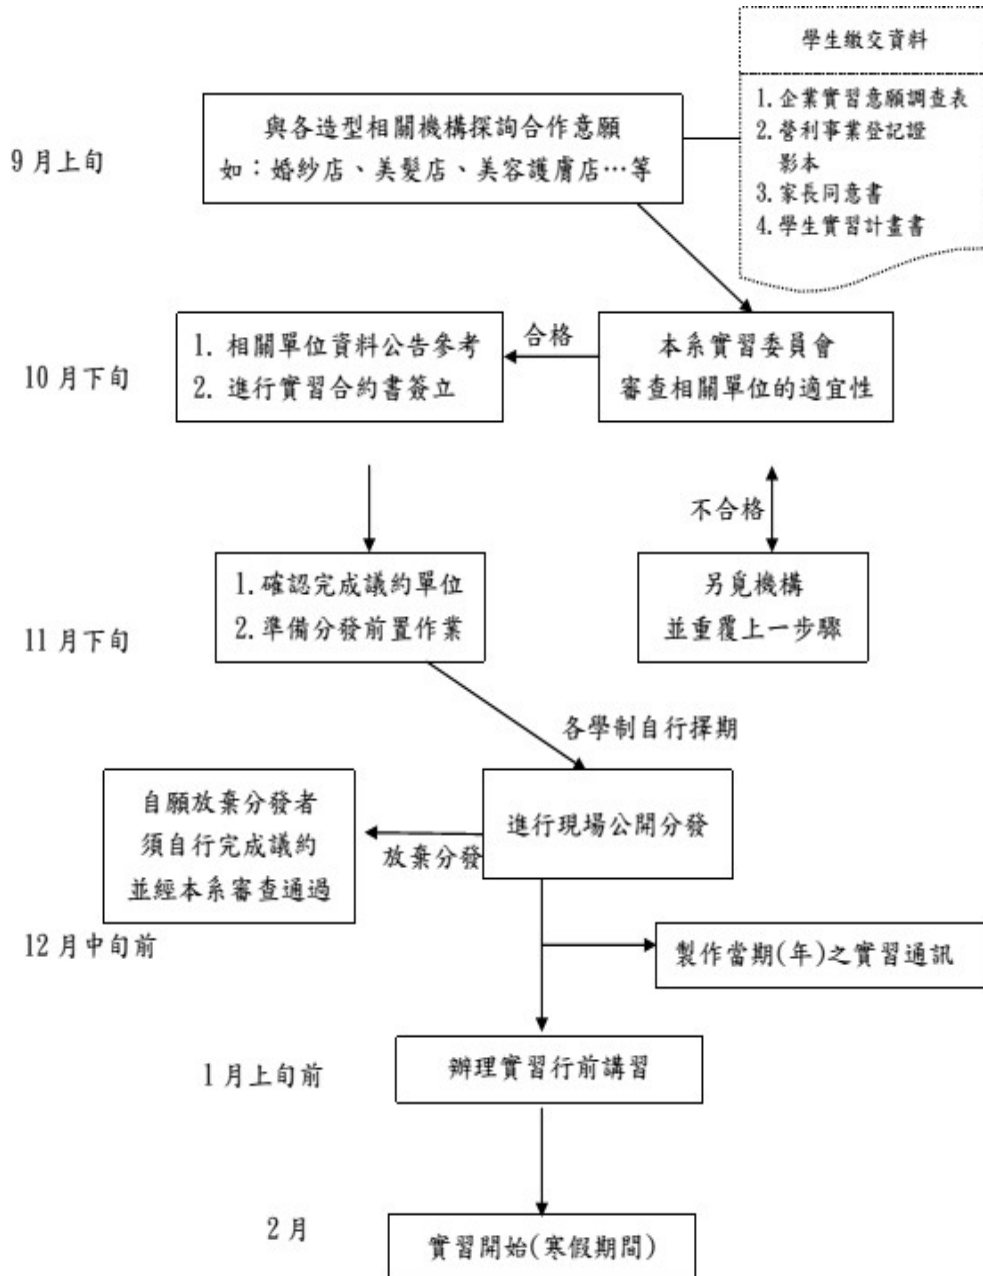 學生繳交資料
1.企業實習意願調查表
2.營利事業登記證
影本
3.家長同意書
4.學生實習計畫書
9月上旬
與各造型相關機構探詢合作意願
如：婚紗店、美髮店、美容護膚店…等
10月下旬
1. 相關單位資料公告參考
2. 進行實習合約書簽立
合格
本系實習委員會
審查相關單位的適宜性
不合格
11月下旬
1.確認完成議約單位
2.準備分發前置作業
另覓機構
並重覆上一步驟
各學制自行擇期
自願放棄分發者
須自行完成議約
並經本系審查通過
放棄分發
進行現場公開分發
12月中旬前
製作當期(年)之實習通訊
1月上旬前
辦理實習行前講習
2月
實習開始(寒假期間)